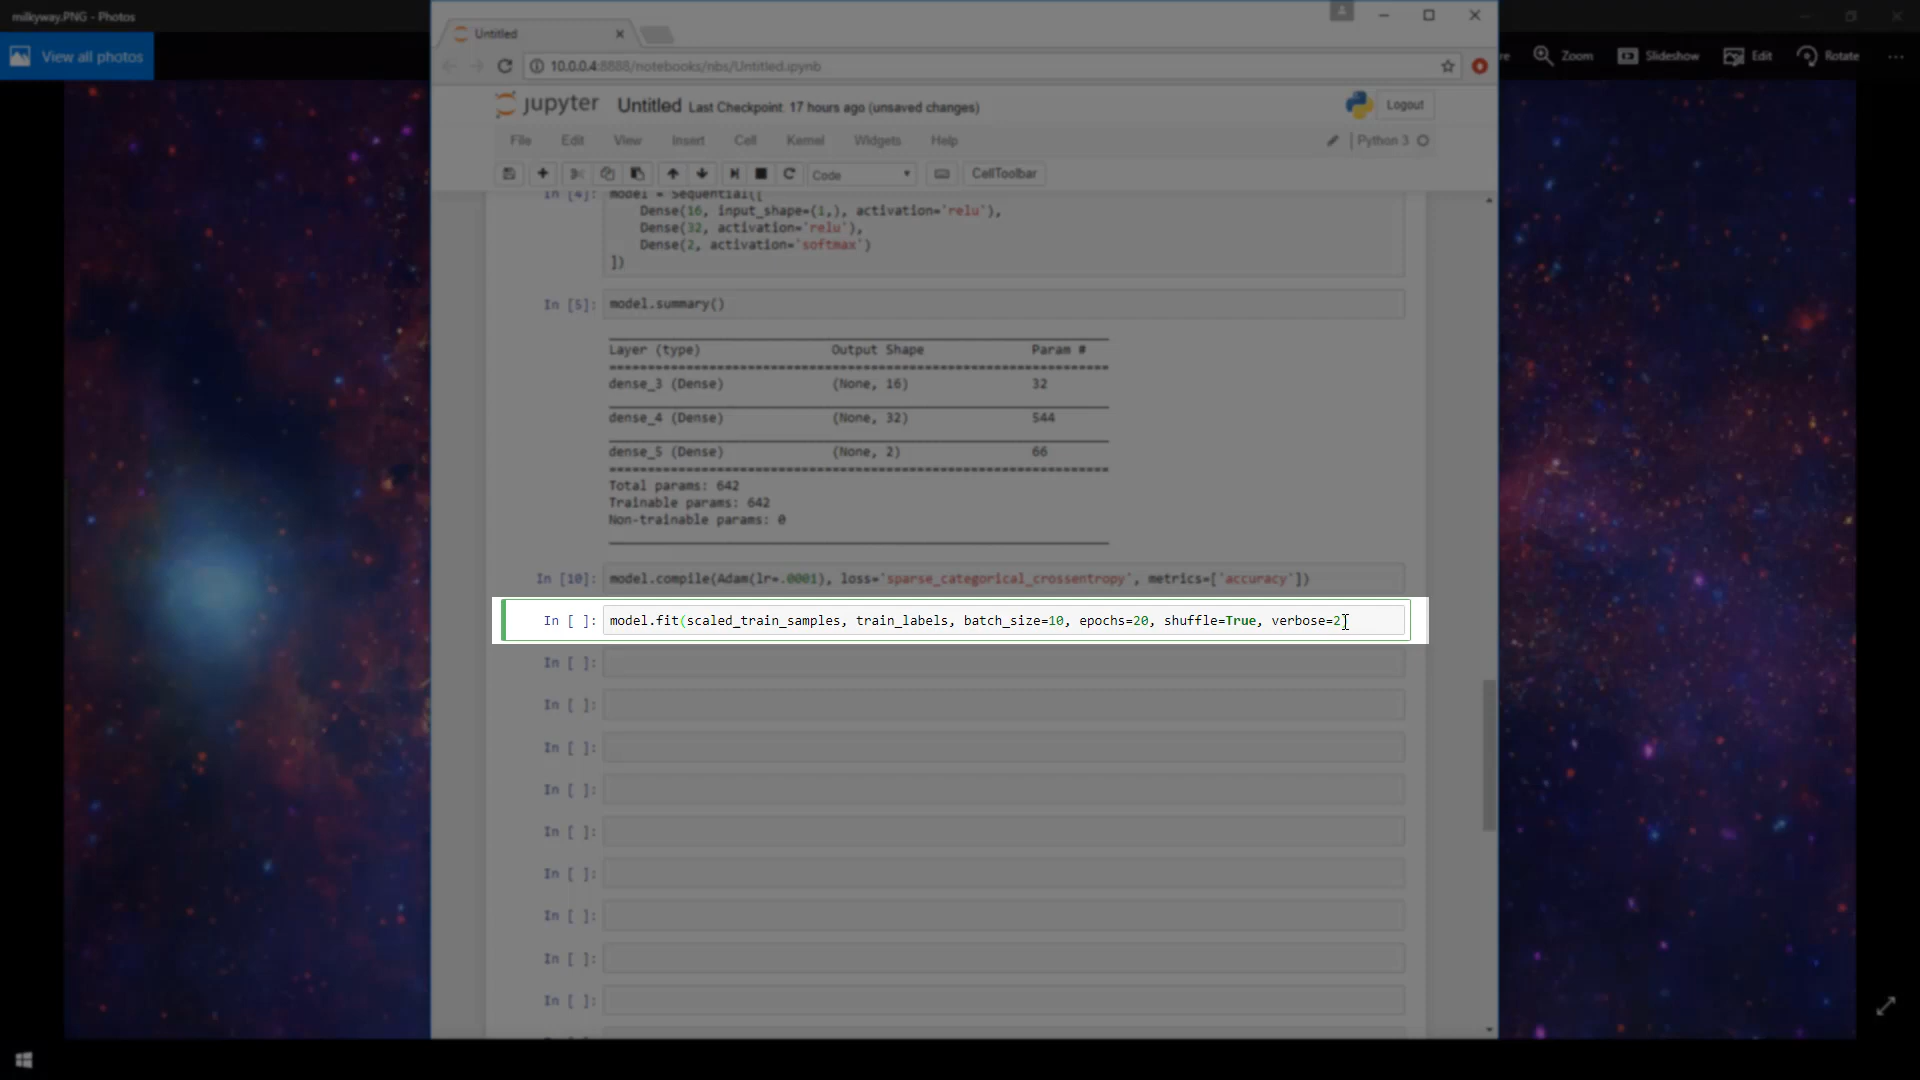 milkyway.PNG - Photos
View all photos
Zoom
Slideshow
Edit
Rotate
Untitled
10.0.0.4:8888/notebooks/nbs/Untitled.ipynb
jupyter Untitled Last Checkpoint: 17 hours ago (unsaved changes)
Logout
File Edit View Insert Cell Kernel Widgets Help
Python 3
Code
CellToolbar
In [4]: model = Sequential([
Dense(16, input_shape=(1,), activation='relu'),
Dense(32, activation='relu'),
Dense(2, activation='softmax')
])
In [5]: model.summary()
Layer (type) Output Shape Param #
dense_3 (Dense) (None, 16) 32
dense_4 (Dense) (None, 32) 544
dense_5 (Dense) (None, 2) 66
Total params: 642
Trainable params: 642
Non-trainable params: 0
In [10]: model.compile(Adam(lr=.0001), loss='sparse_categorical_crossentropy', metrics=['accuracy'])
In [ ]: model.fit(scaled_train_samples, train_labels, batch_size=10, epochs=20, shuffle=True, verbose=2
In [ ]:
In [ ]:
In [ ]:
In [ ]:
In [ ]:
In [ ]:
In [ ]:
In [ ]:
In [ ]: